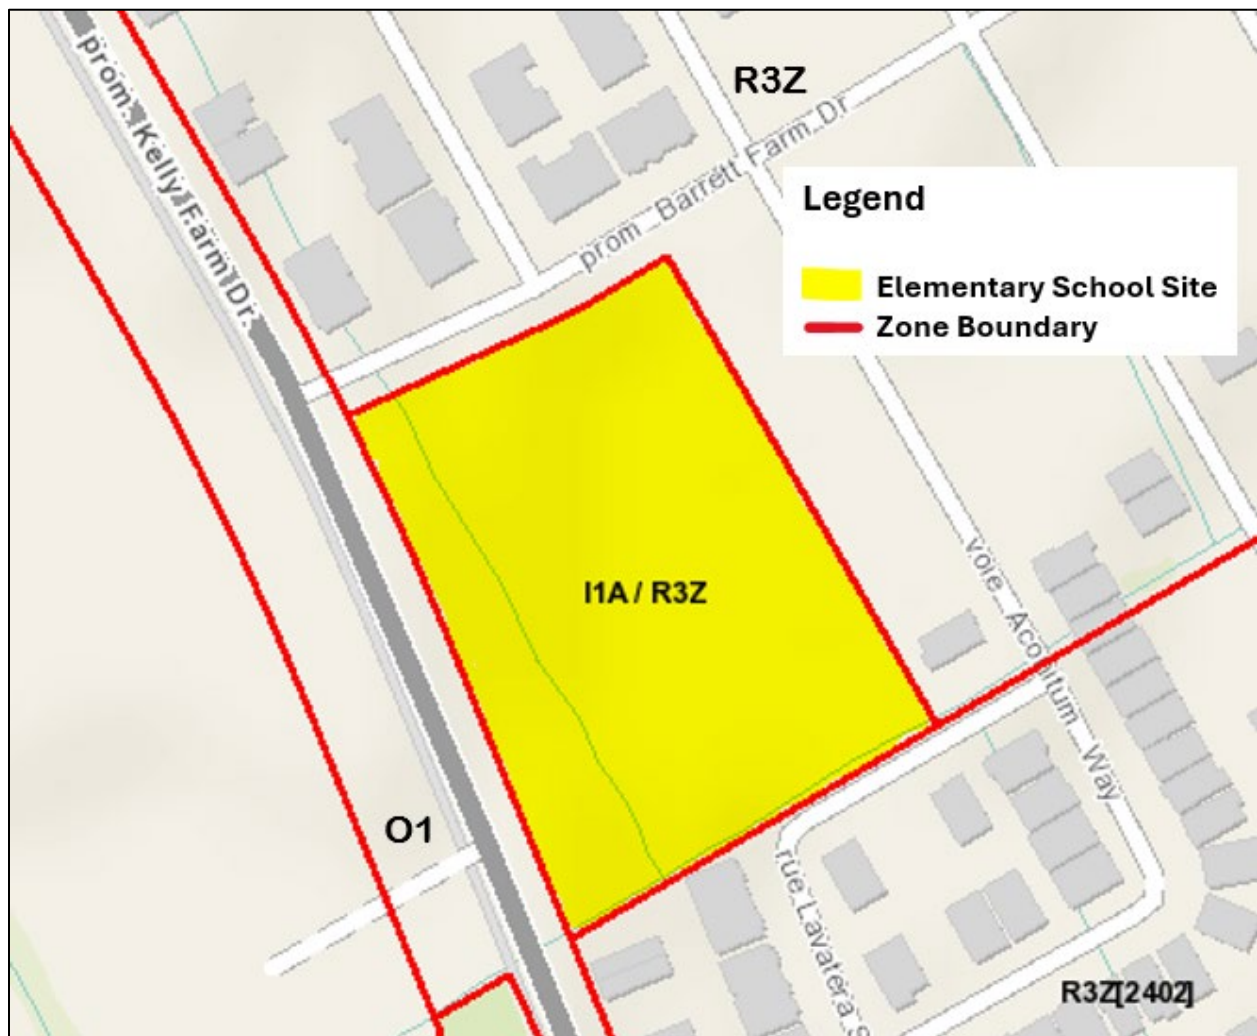 prom. Kelly Farm Dr.
R3Z
prom Barrett Farm Dr
Legend
Elementary School Site
Zone Boundary
I1A / R3Z
voie Aconitum Way
O1
rue Lavatera S
R3Z[2402]